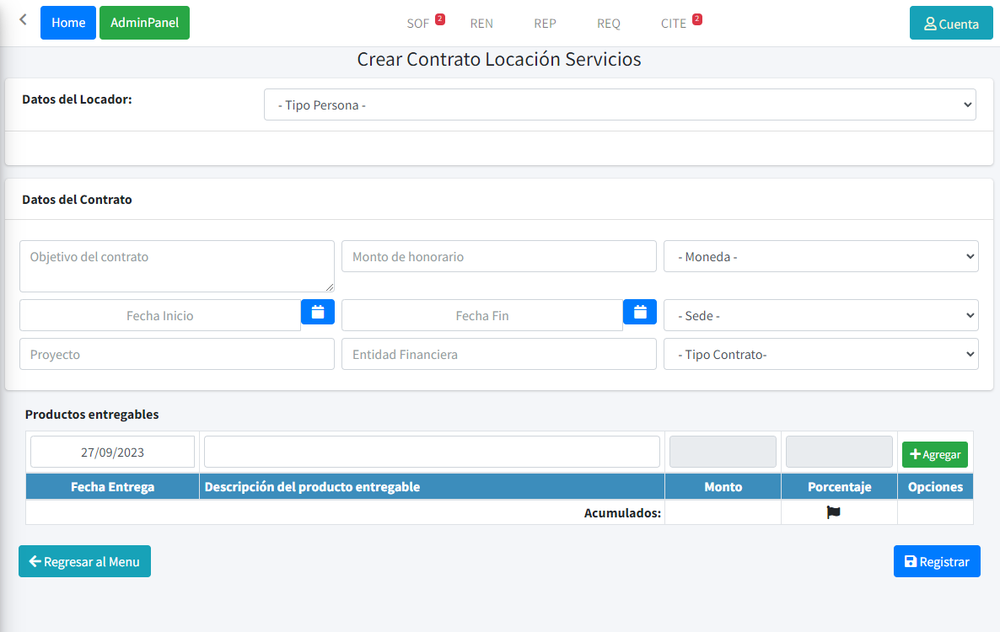 Home AdminPanel SOF 2 REN REP REQ CITE 2 Cuenta
Crear Contrato Locación Servicios
Datos del Locador: - Tipo Persona -
Datos del Contrato
Objetivo del contrato Monto de honorario - Moneda -
Fecha Inicio Fecha Fin - Sede -
Proyecto Entidad Financiera - Tipo Contrato-
Productos entregables
27/09/2023 Agregar
Fecha Entrega Descripción del producto entregable Monto Porcentaje Opciones
Acumulados:
Regresar al Menu Registrar